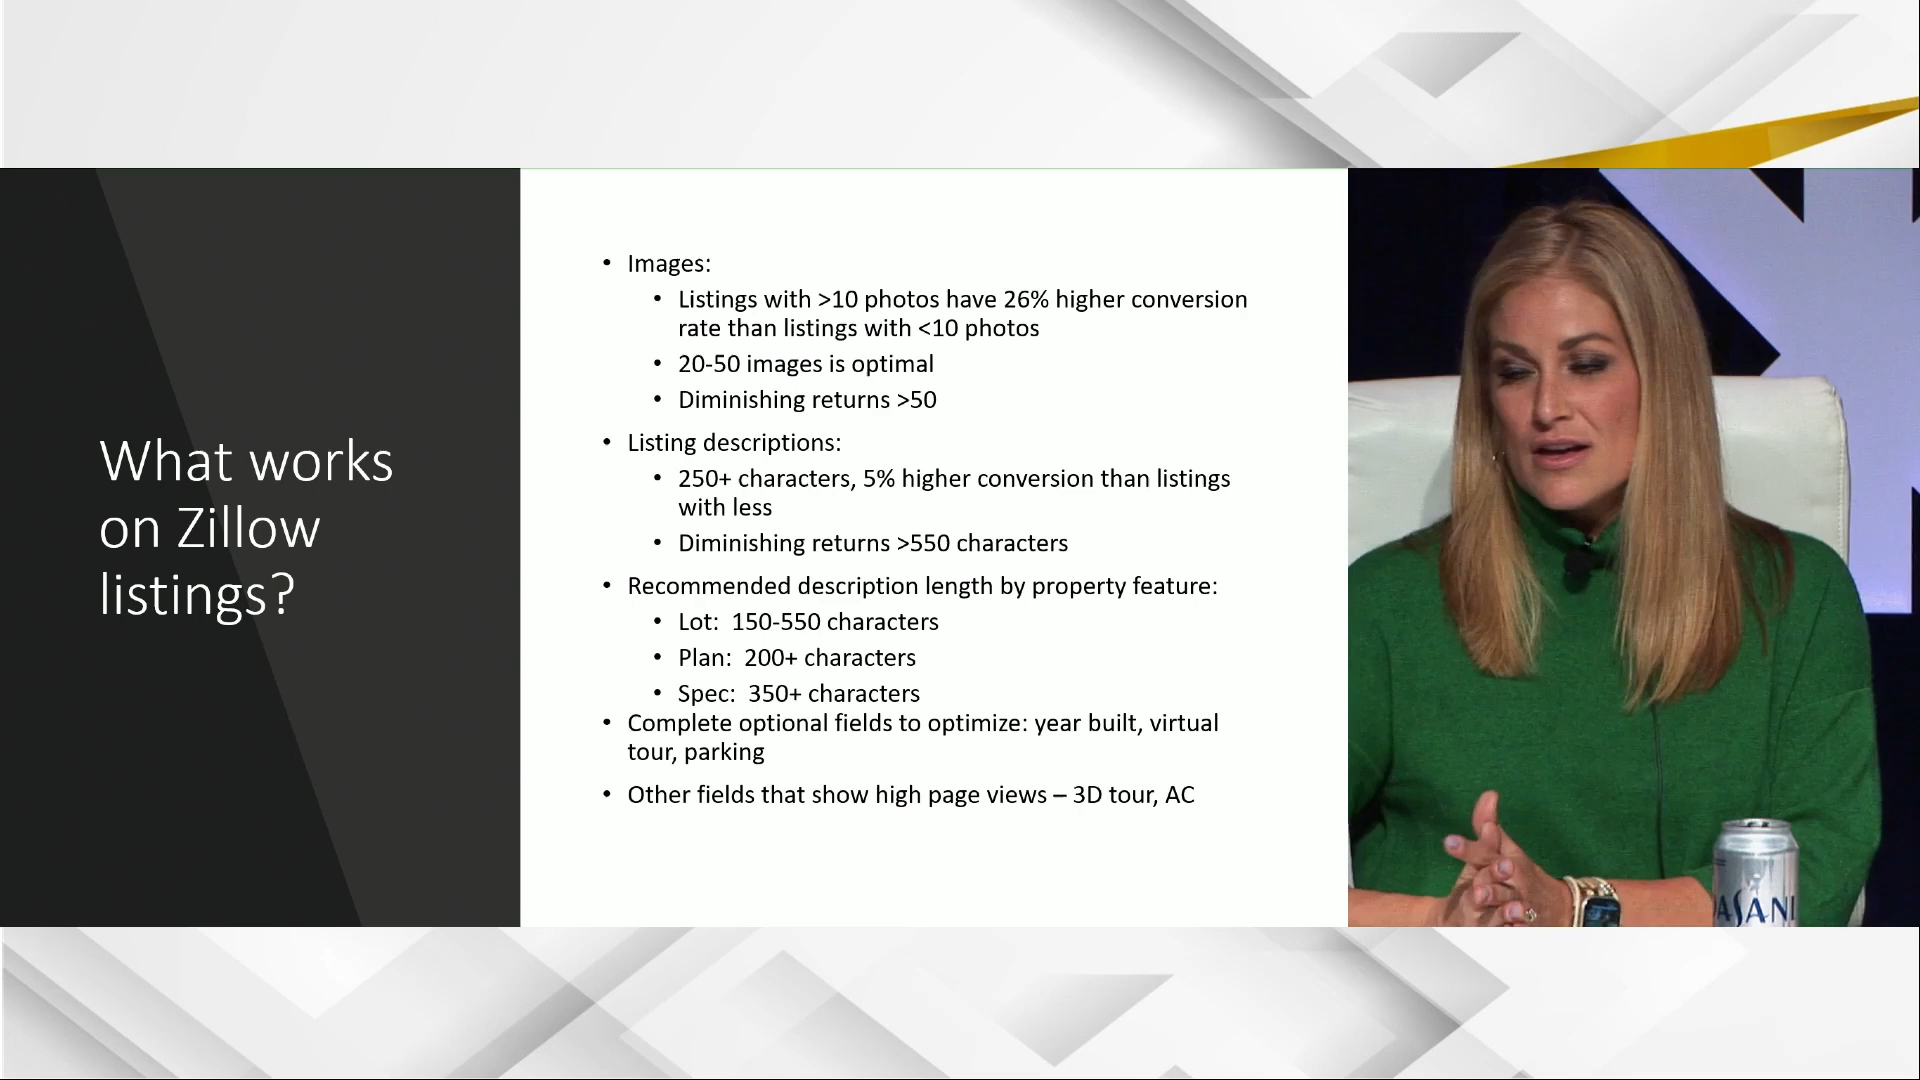 What works
on Zillow
listings?
• Images:
• Listings with >10 photos have 26% higher conversion
rate than listings with <10 photos
• 20-50 images is optimal
• Diminishing returns >50
• Listing descriptions:
• 250+ characters, 5% higher conversion than listings
with less
• Diminishing returns >550 characters
• Recommended description length by property feature:
• Lot: 150-550 characters
• Plan: 200+ characters
• Spec: 350+ characters
• Complete optional fields to optimize: year built, virtual
tour, parking
• Other fields that show high page views – 3D tour, AC
DASANI